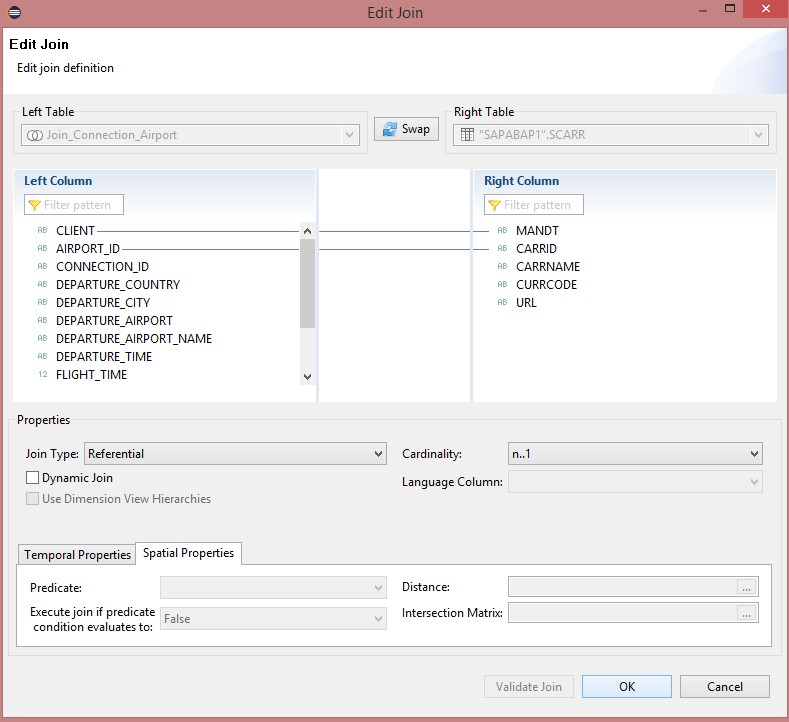 Edit Join
Edit Join
Edit join definition
Left Table
Right Table
Join_Connection_Airport
Swap
"SAPABAP1".SCARR
Left Column
Right Column
Filter pattern
Filter pattern
AB CLIENT
AB MANDT
AB AIRPORT_ID
AB CARRID
AB CONNECTION_ID
AB CARRNAME
AB DEPARTURE_COUNTRY
AB CURRCODE
AB DEPARTURE_CITY
AB URL
AB DEPARTURE_AIRPORT
AB DEPARTURE_AIRPORT_NAME
AB DEPARTURE_TIME
12 FLIGHT_TIME
Properties
Join Type: Referential
Cardinality: n..1
Dynamic Join
Language Column:
Use Dimension View Hierarchies
Temporal Properties
Spatial Properties
Predicate:
Distance: ...
Execute join if predicate
condition evaluates to: False
Intersection Matrix: ...
Validate Join
OK
Cancel